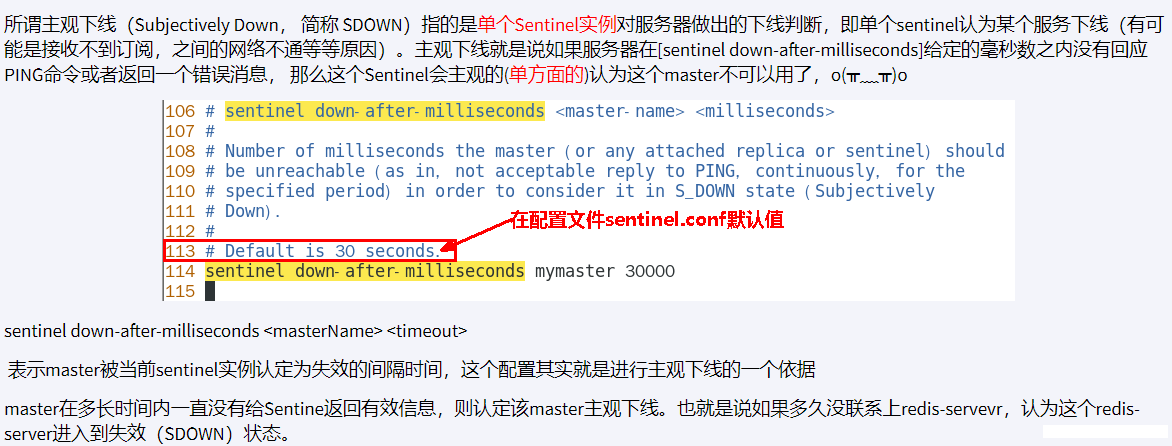 所谓主观下线（Subjectively Down， 简称 SDOWN）指的是单个Sentinel实例对服务器做出的下线判断，即单个sentinel认为某个服务下线（有可
能是接收不到订阅，之间的网络不通等等原因）。主观下线就是说如果服务器在[sentinel down-after-milliseconds]给定的毫秒数之内没有回应
PING命令或者返回一个错误消息， 那么这个Sentinel会主观的(单方面的)认为这个master不可以用了，o(╥﹏╥)o
106 # sentinel down-after-milliseconds <master-name> <milliseconds>
107 #
108 # Number of milliseconds the master (or any attached replica or sentinel) should
109 # be unreachable (as in, not acceptable reply to PING, continuously, for the
110 # specified period) in order to consider it in S_DOWN state (Subjectively
111 # Down).
112 #
在配置文件sentinel.conf默认值
113 # Default is 30 seconds.
114 sentinel down-after-milliseconds mymaster 30000
115
sentinel down-after-milliseconds <masterName> <timeout>
表示master被当前sentinel实例认定为失效的间隔时间，这个配置其实就是进行主观下线的一个依据
master在多长时间内一直没有给Sentine返回有效信息，则认定该master主观下线。也就是说如果多久没联系上redis-servevr，认为这个redis-
server进入到失效（SDOWN）状态。